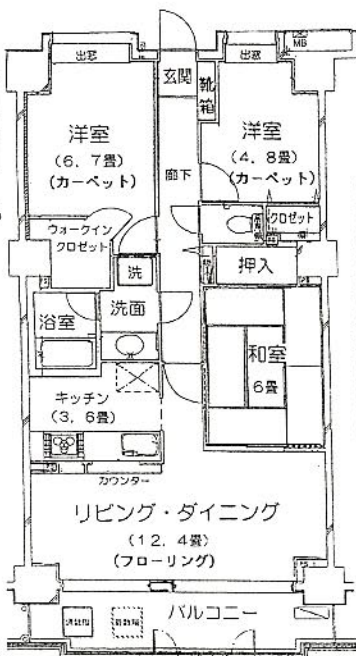 出窓
玄関
靴箱
出窓
MB
洋室
(6.7畳)
(カーペット)
洋室
(4.8畳)
(カーペット)
廊下
ウォークイン
クロゼット
クロゼット
洗
押入
洗面
浴室
和室
6畳
キッチン
(3.6畳)
カウンター
リビング・ダイニング
(12.4畳)
(フローリング)
バルコニー